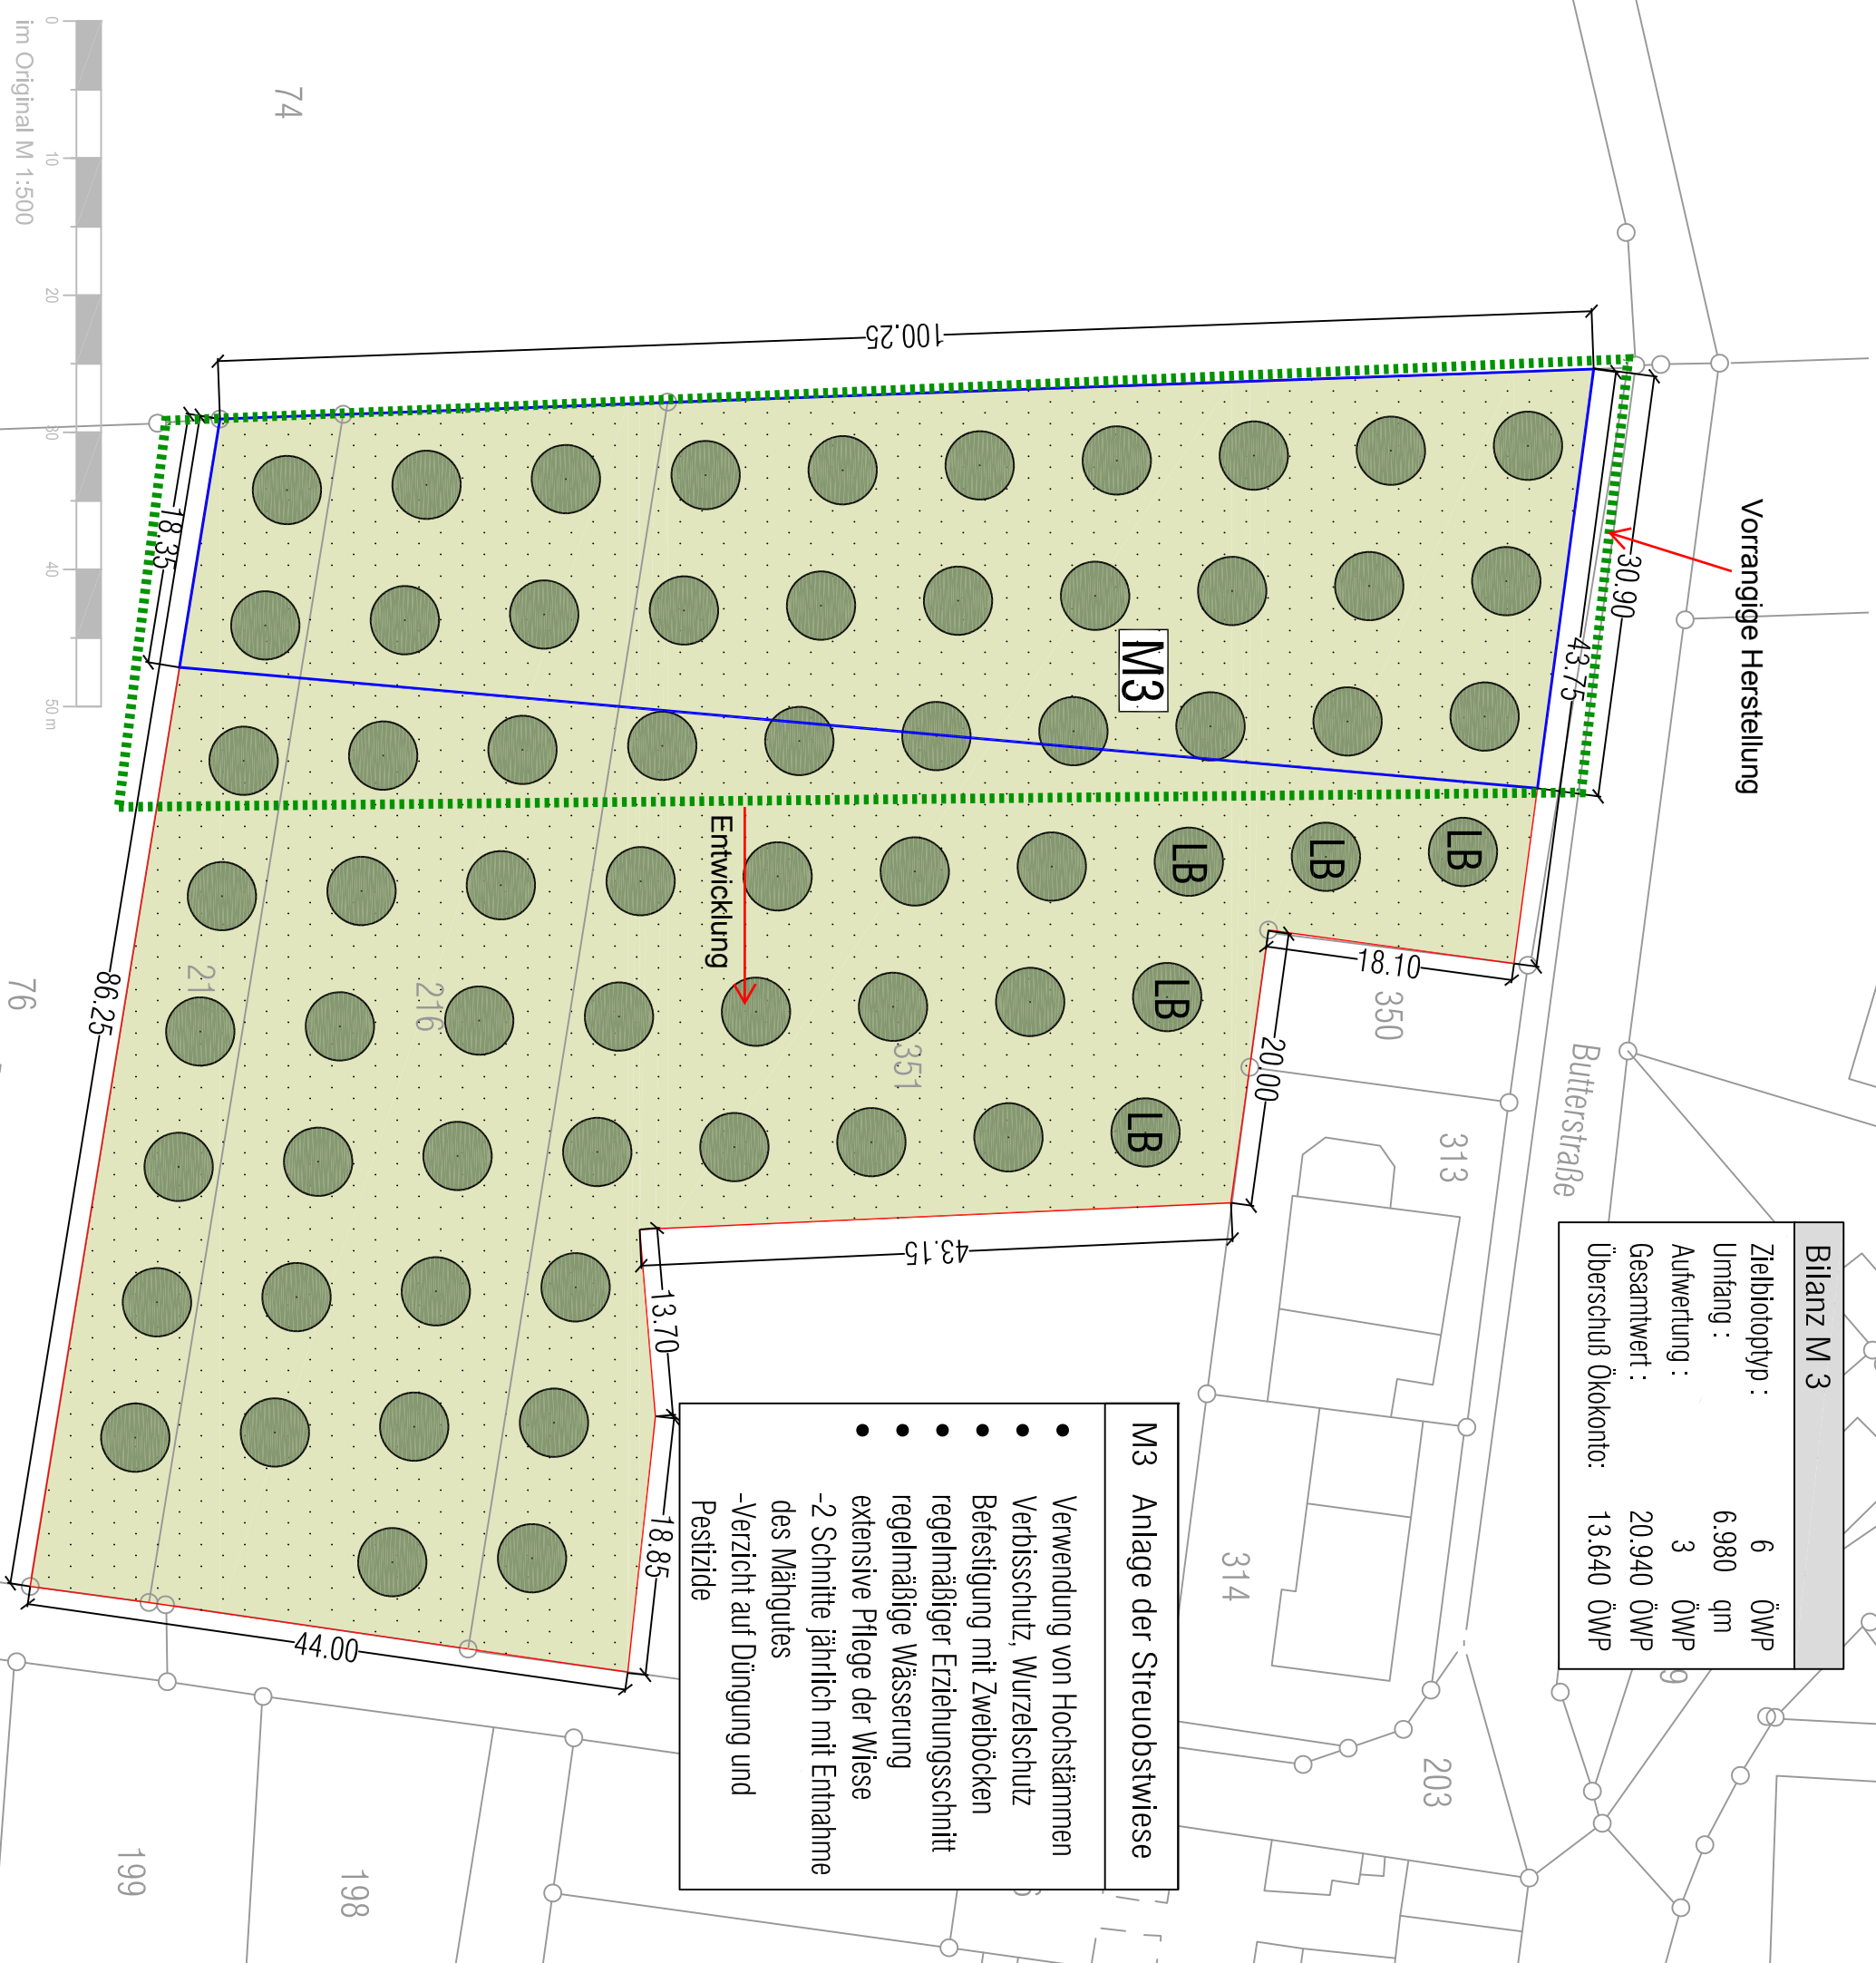 Bilanz M 3
Zielbiotoptyp : 6 ÖWP
Umfang : 6.980 qm
Aufwertung : 3 ÖWP
Gesamtwert : 20.940 ÖWP
Überschuß Ökokonto: 13.640 ÖWP
Vorrangige Herstellung
30.90
43.75
Butterstraße
18.10
350
313
20.00
203
314
M3
LB
LB
LB
LB
LB
M3 Anlage der Streuobstwiese
• Verwendung von Hochstämmen
• Verbisschutz, Wurzelschutz
• Befestigung mit Zweiböcken
• regelmäßiger Erziehungsschnitt
• regelmäßige Wässerung
• extensive Pflege der Wiese
-2 Schnitte jährlich mit Entnahme
des Mähgutes
-Verzicht auf Düngung und
Pestizide
100.25
351
43.15
Entwicklung
13.70
18.85
216
21
44.00
198
199
74
18.35
86.25
76
0 10 20 30 40 50 m
im Original M 1:500